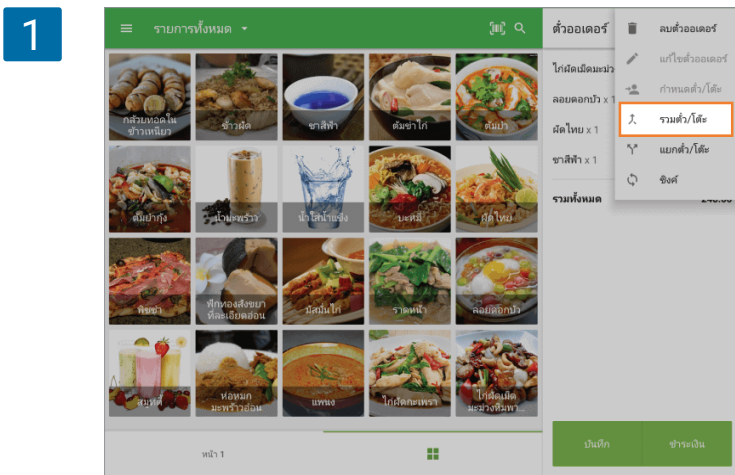 1
รายการทั้งหมด
ตั๋วออเดอร์
ลบตั๋วออเดอร์
แก้ไขตั๋วออเดอร์
กำหนดตั๋ว/โต๊ะ
รวมตั๋ว/โต๊ะ
แยกตั๋ว/โต๊ะ
ซิงค์
ไก่ผัดเม็ดมะม่ว
ลอยดอกบัว x 1
ผัดไทย x 1
ชาสีฟ้า x 1
รวมทั้งหมด
240.00
กล้วยทอดใน
ข้าวเหนียว
ข้าวผัด
ชาสีฟ้า
ต้มข่าไก่
ต้มยำ
ต้มยำกุ้ง
น้ำมะพร้าว
น้ำใส่น้ำแข็ง
บะหมี่
ผัดไทย
พิซซ่า
ฟักทองสังขยา
ที่ละเอียดอ่อน
มัสมั่นไก่
ราดหน้า
ลอยดอกบัว
สมูทตี้
ห่อหมก
มะพร้าวอ่อน
แพนง
ไก่ผัดกะเพรา
ไก่ผัดเม็ด
มะม่วงหิมพา...
หน้า 1
บันทึก
ชำระเงิน